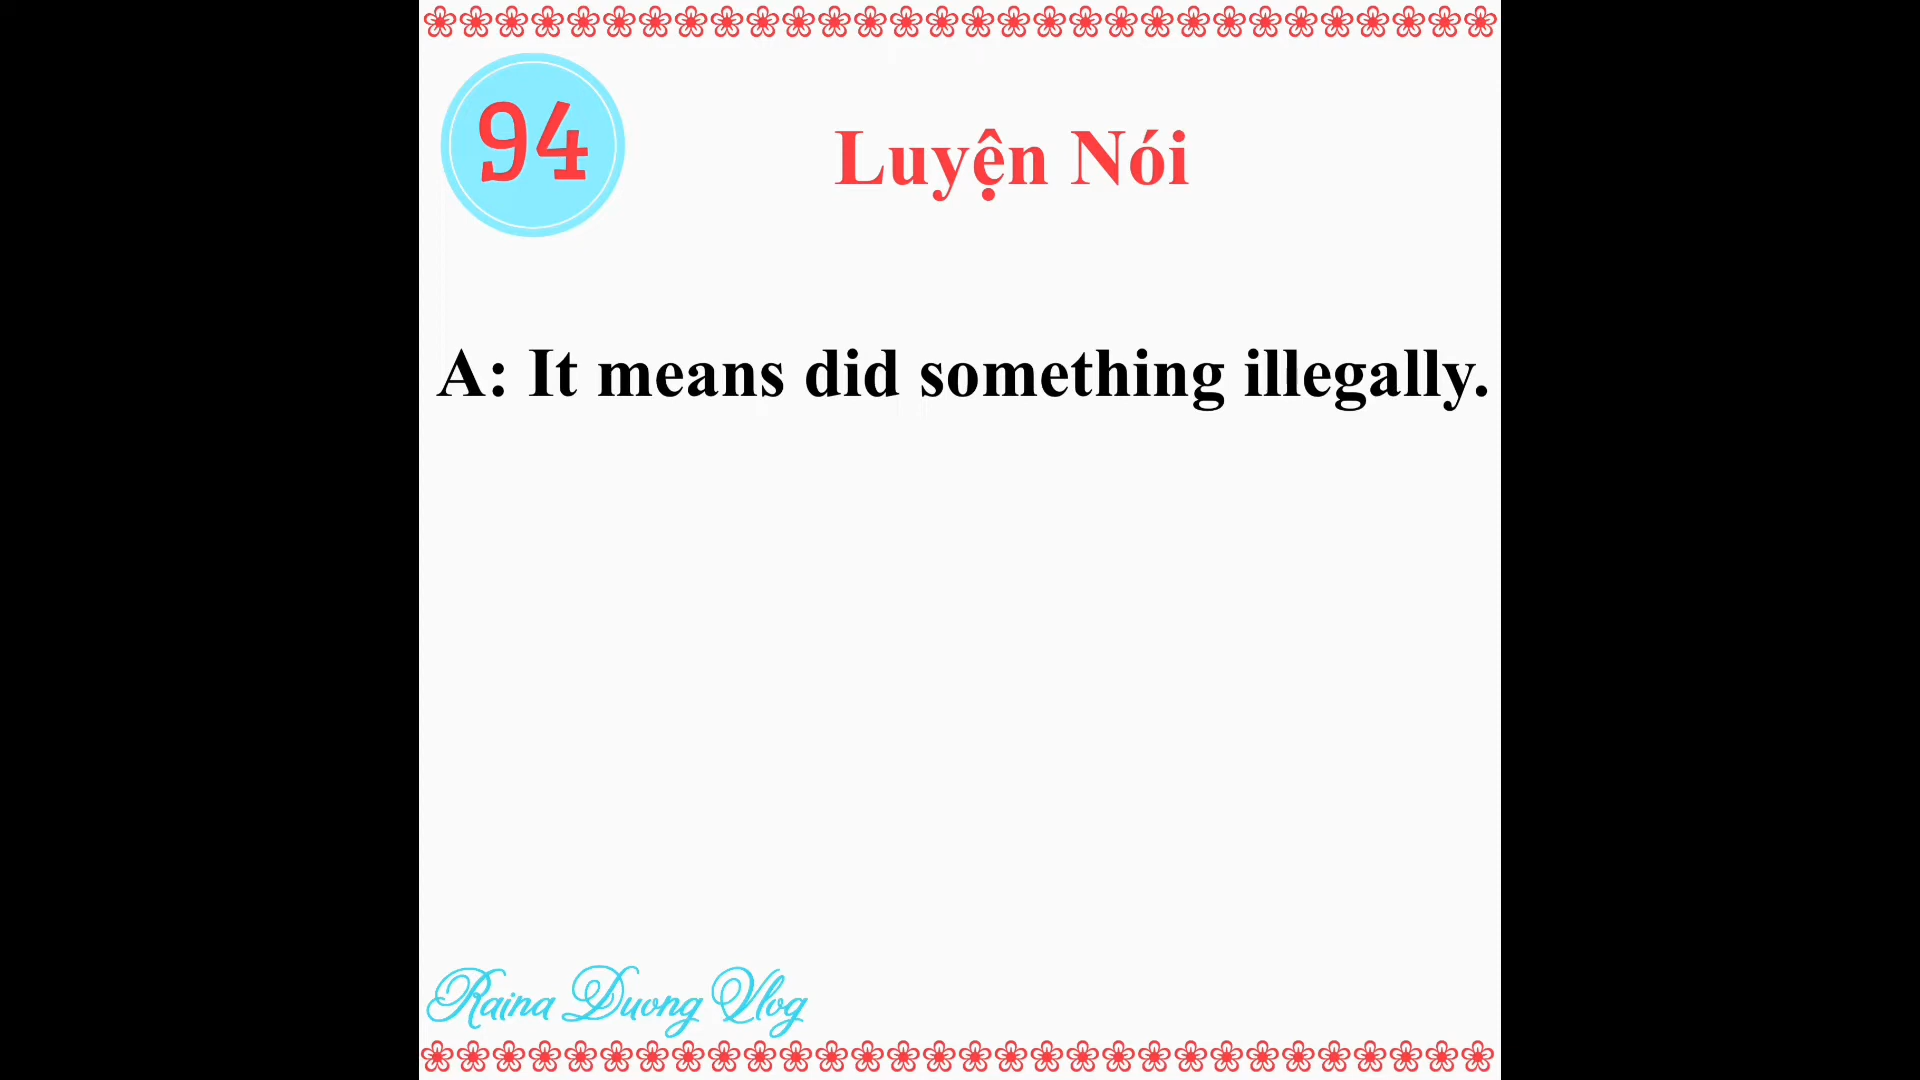 94
Luyện Nói
A: It means did something illegally.
Raina Duong Vlog